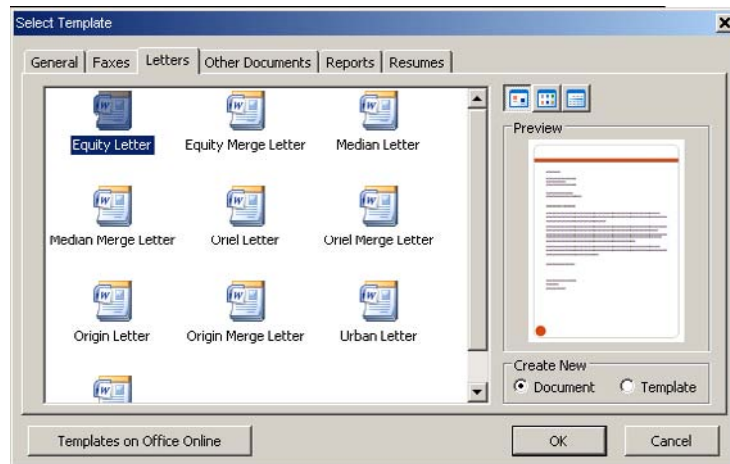 Select Template
General Faxes Letters Other Documents Reports Resumes
Equity Letter Equity Merge Letter Median Letter
Median Merge Letter Oriel Letter Oriel Merge Letter
Origin Letter Origin Merge Letter Urban Letter
Preview
Create New
Document Template
Templates on Office Online OK Cancel